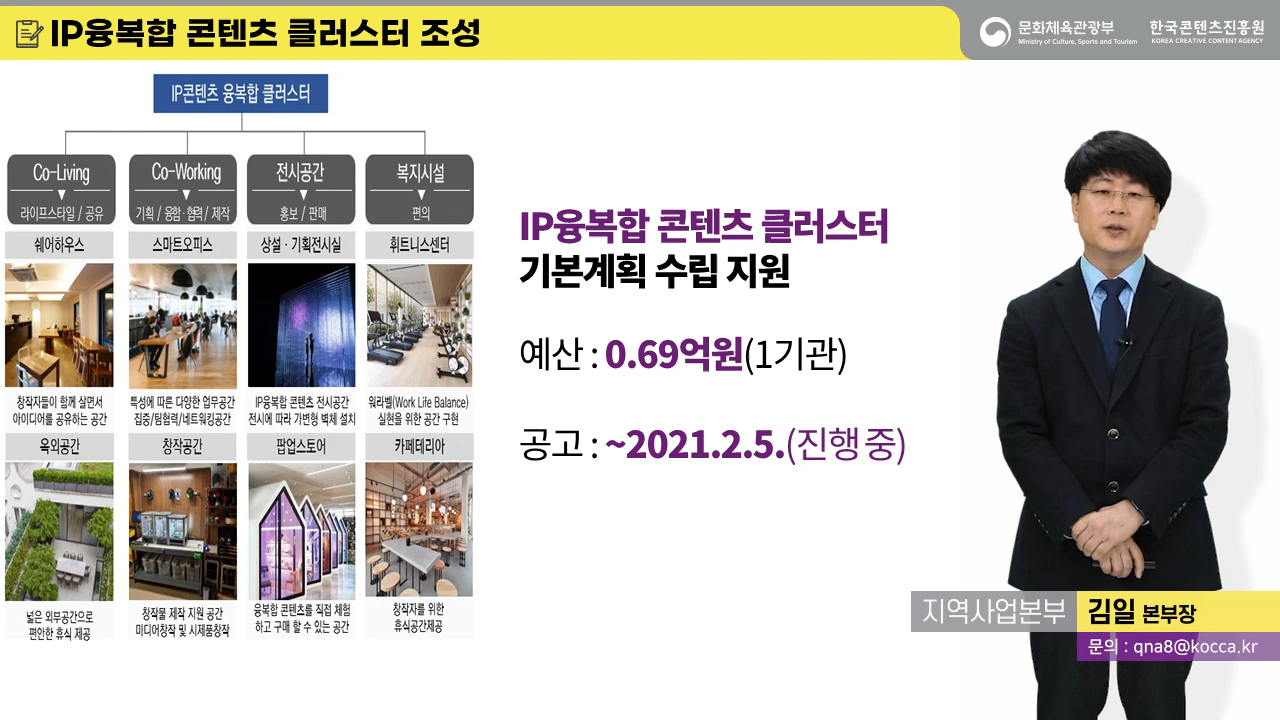 IP융복합 콘텐츠 클러스터 조성
문화체육관광부
Ministry of Culture, Sports and Tourism
한국콘텐츠진흥원
KOREA CREATIVE CONTENT AGENCY
IP콘텐츠 융복합 클러스터
Co-Living
라이프스타일 / 공유
Co-Working
기획 / 융합·협력 / 제작
전시공간
홍보 / 판매
복지시설
편의
쉐어하우스
스마트오피스
상설·기획전시실
휘트니스센터
창작자들이 함께 살면서
아이디어를 공유하는 공간
특성에 따른 다양한 업무공간
집중/팀협력/네트워킹공간
IP융복합 콘텐츠 전시공간
전시에 따라 가변형 벽체 설치
워라벨(Work Life Balance)
실현을 위한 공간 구현
옥외공간
창작공간
팝업스토어
카페테리아
넓은 외부공간으로
편안한 휴식 제공
창작물 제작 지원 공간
미디어창작 및 시제품창작
융복합 콘텐츠를 직접 체험
하고 구매 할 수 있는 공간
창작자를 위한
휴식공간제공
IP융복합 콘텐츠 클러스터
기본계획 수립 지원
예산 : 0.69억원(1기관)
공고 : ~2021.2.5.(진행 중)
지역사업본부
김일 본부장
문의 : qna8@kocca.kr